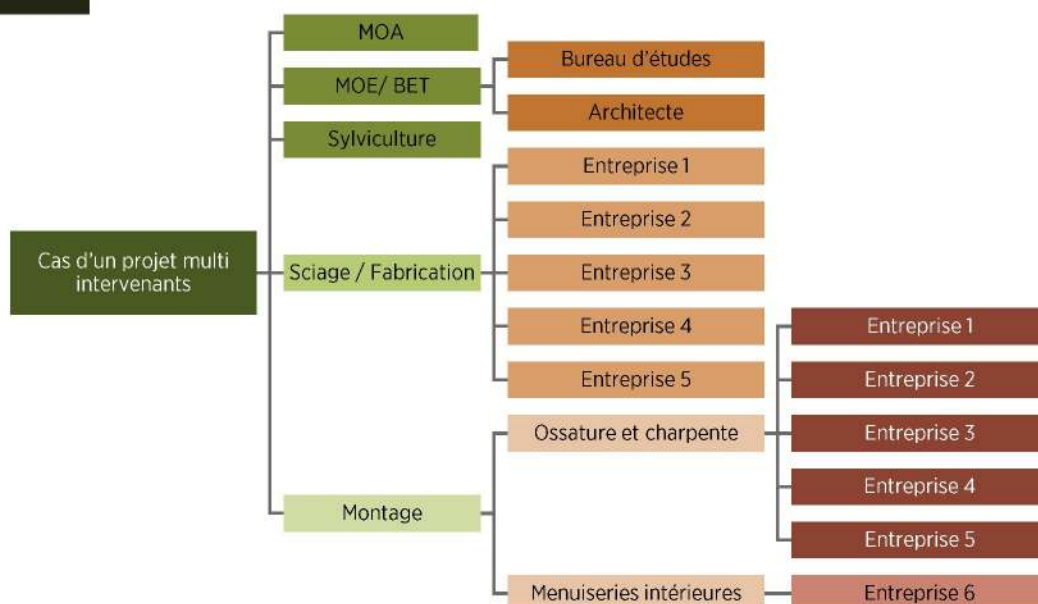 Cas d'un projet multi
intervenants
MOA
MOE/ BET
Sylviculture
Sciage / Fabrication
Montage
Bureau d'études
Architecte
Entreprise 1
Entreprise 2
Entreprise 3
Entreprise 4
Entreprise 5
Ossature et charpente
Menuiseries intérieures
Entreprise 1
Entreprise 2
Entreprise 3
Entreprise 4
Entreprise 5
Entreprise 6